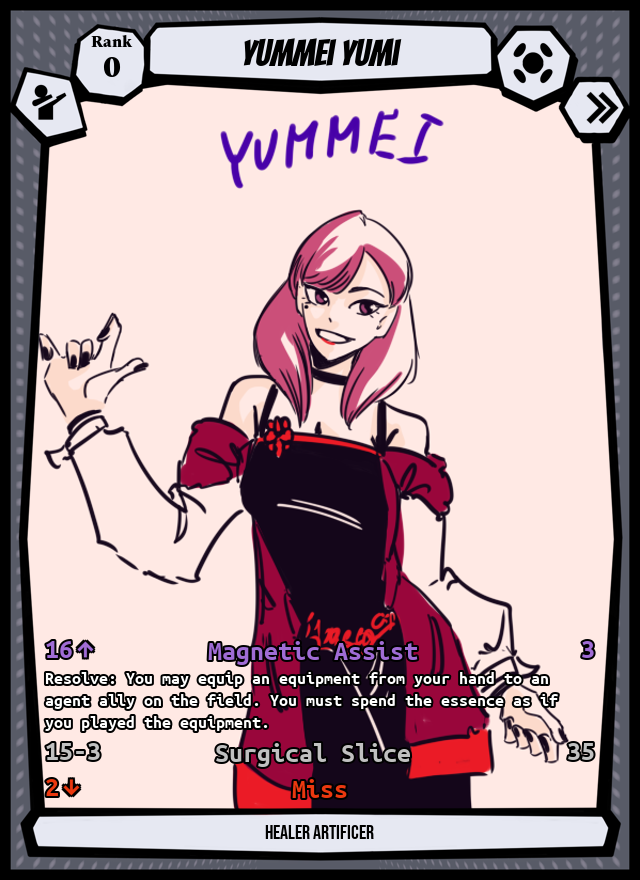 Rank
0
YUMMEI YUMI
YUMMEI
16↑ Magnetic Assist 3
Resolve: You may equip an equipment from your hand to an
agent ally on the field. You must spend the essence as if
you played the equipment.
15-3 Surgical Slice 35
2↓ Miss
HEALER ARTIFICER